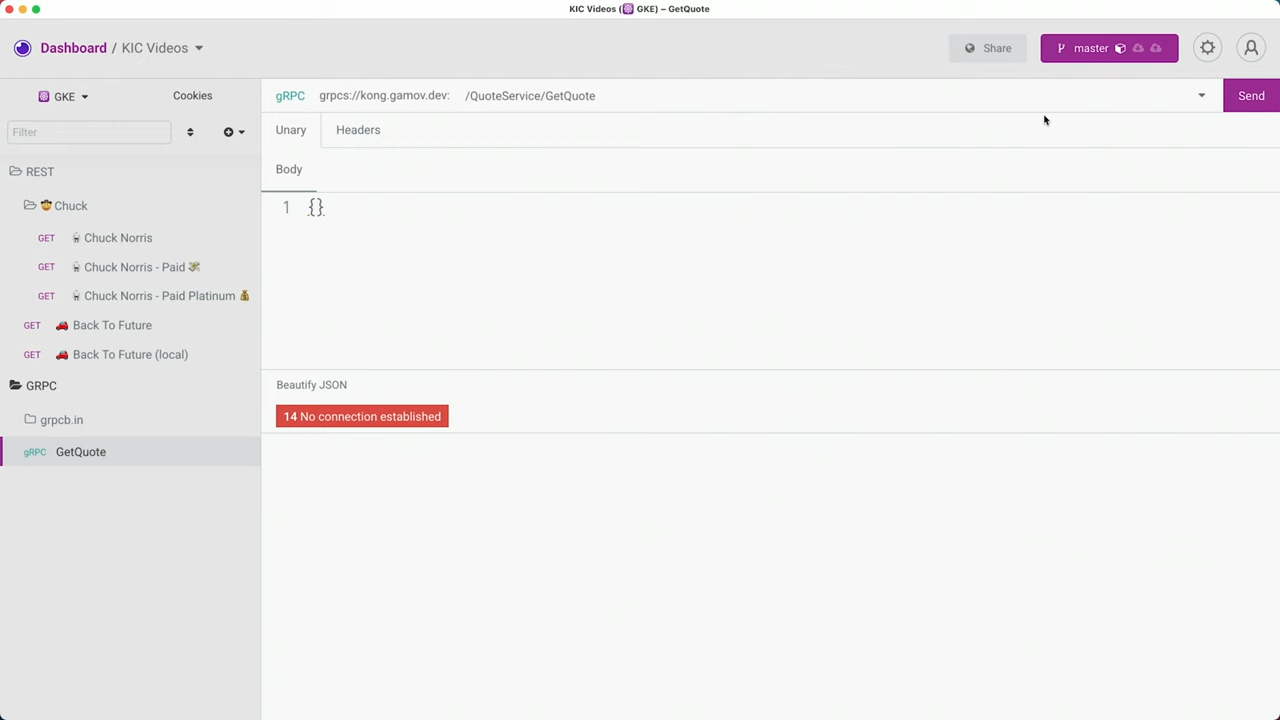 KIC Videos (GKE) – GetQuote
Dashboard / KIC Videos
Share
master
GKE
Cookies
gRPC grpcs://kong.gamov.dev: /QuoteService/GetQuote
Send
Filter
Unary
Headers
REST
Body
Chuck
1 {}
GET Chuck Norris
GET Chuck Norris - Paid
GET Chuck Norris - Paid Platinum
GET Back To Future
GET Back To Future (local)
GRPC
Beautify JSON
grpcb.in
14 No connection established
gRPC GetQuote